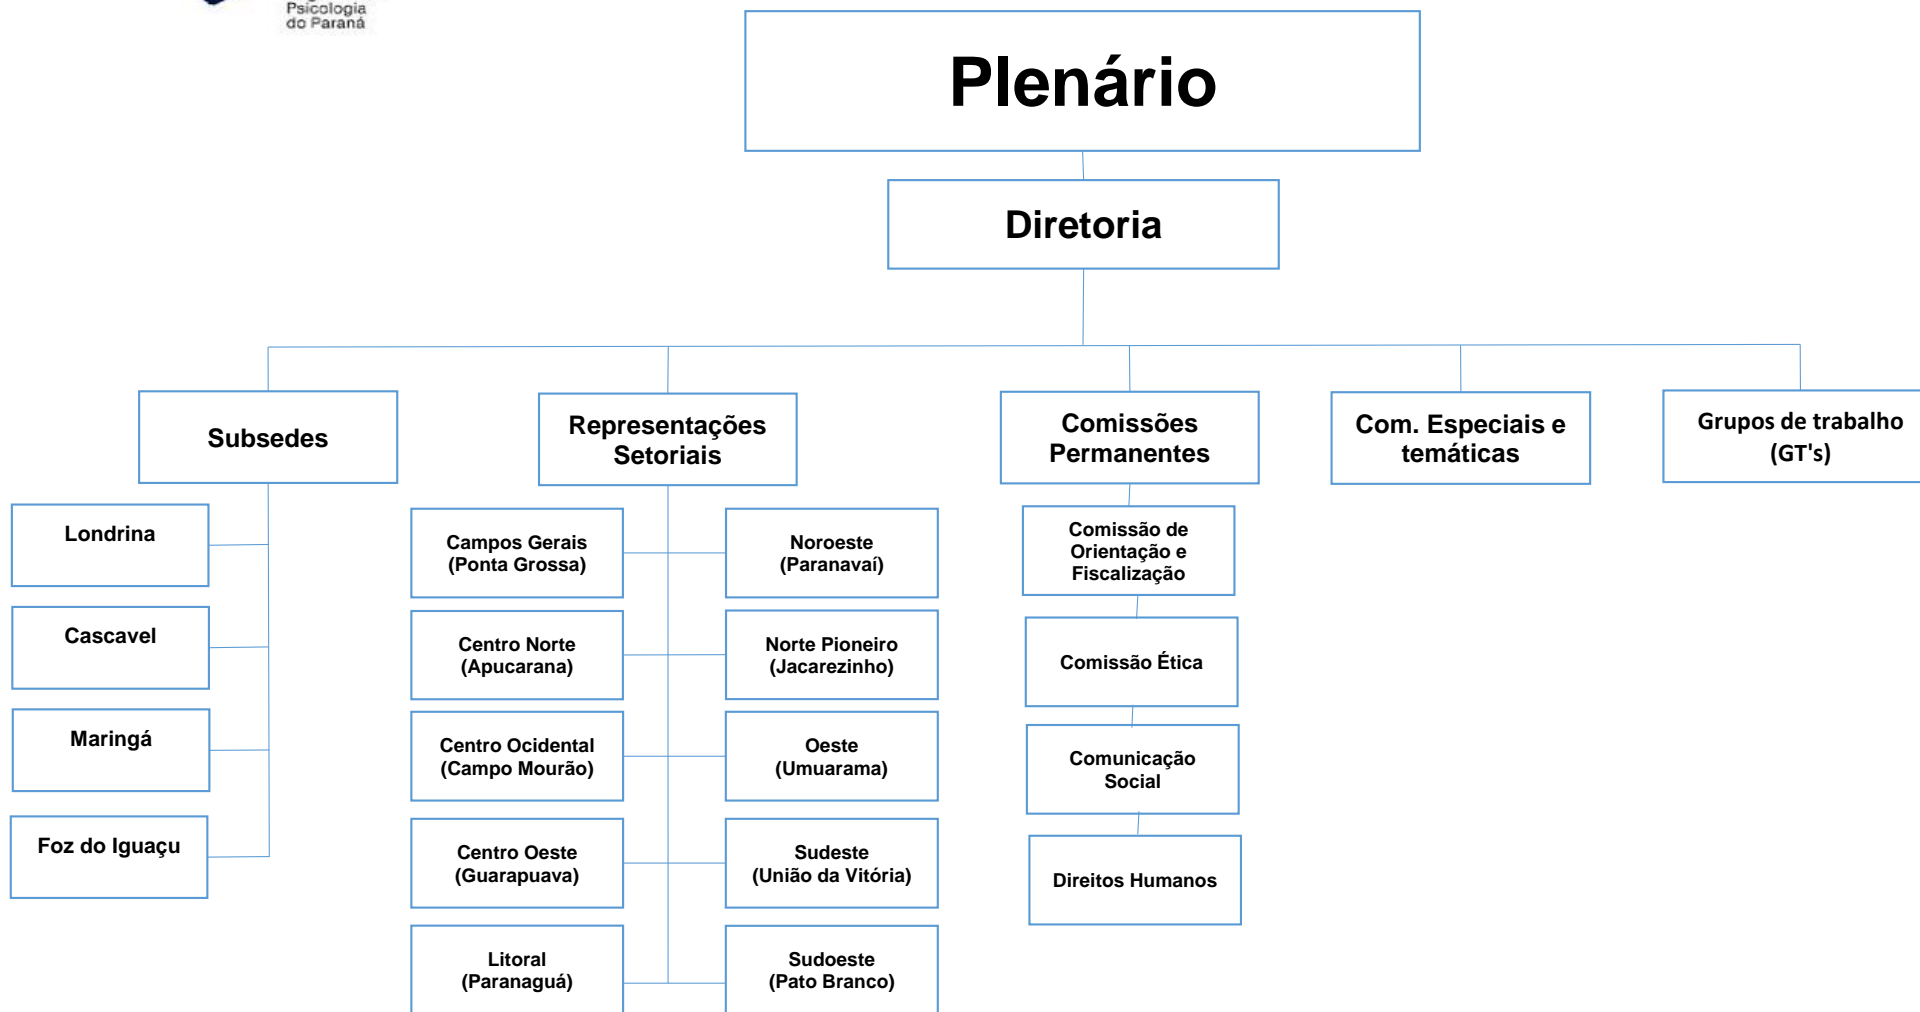 Psicologia
do Paraná
Plenário
Diretoria
Subsedes
Londrina
Cascavel
Maringá
Foz do Iguaçu
Representações
Setoriais
Campos Gerais
(Ponta Grossa)
Noroeste
(Paranavaí)
Centro Norte
(Apucarana)
Norte Pioneiro
(Jacarezinho)
Centro Ocidental
(Campo Mourão)
Oeste
(Umuarama)
Centro Oeste
(Guarapuava)
Sudeste
(União da Vitória)
Litoral
(Paranaguá)
Sudoeste
(Pato Branco)
Comissões
Permanentes
Comissão de
Orientação e
Fiscalização
Comissão Ética
Comunicação
Social
Direitos Humanos
Com. Especiais e
temáticas
Grupos de trabalho
(GT's)